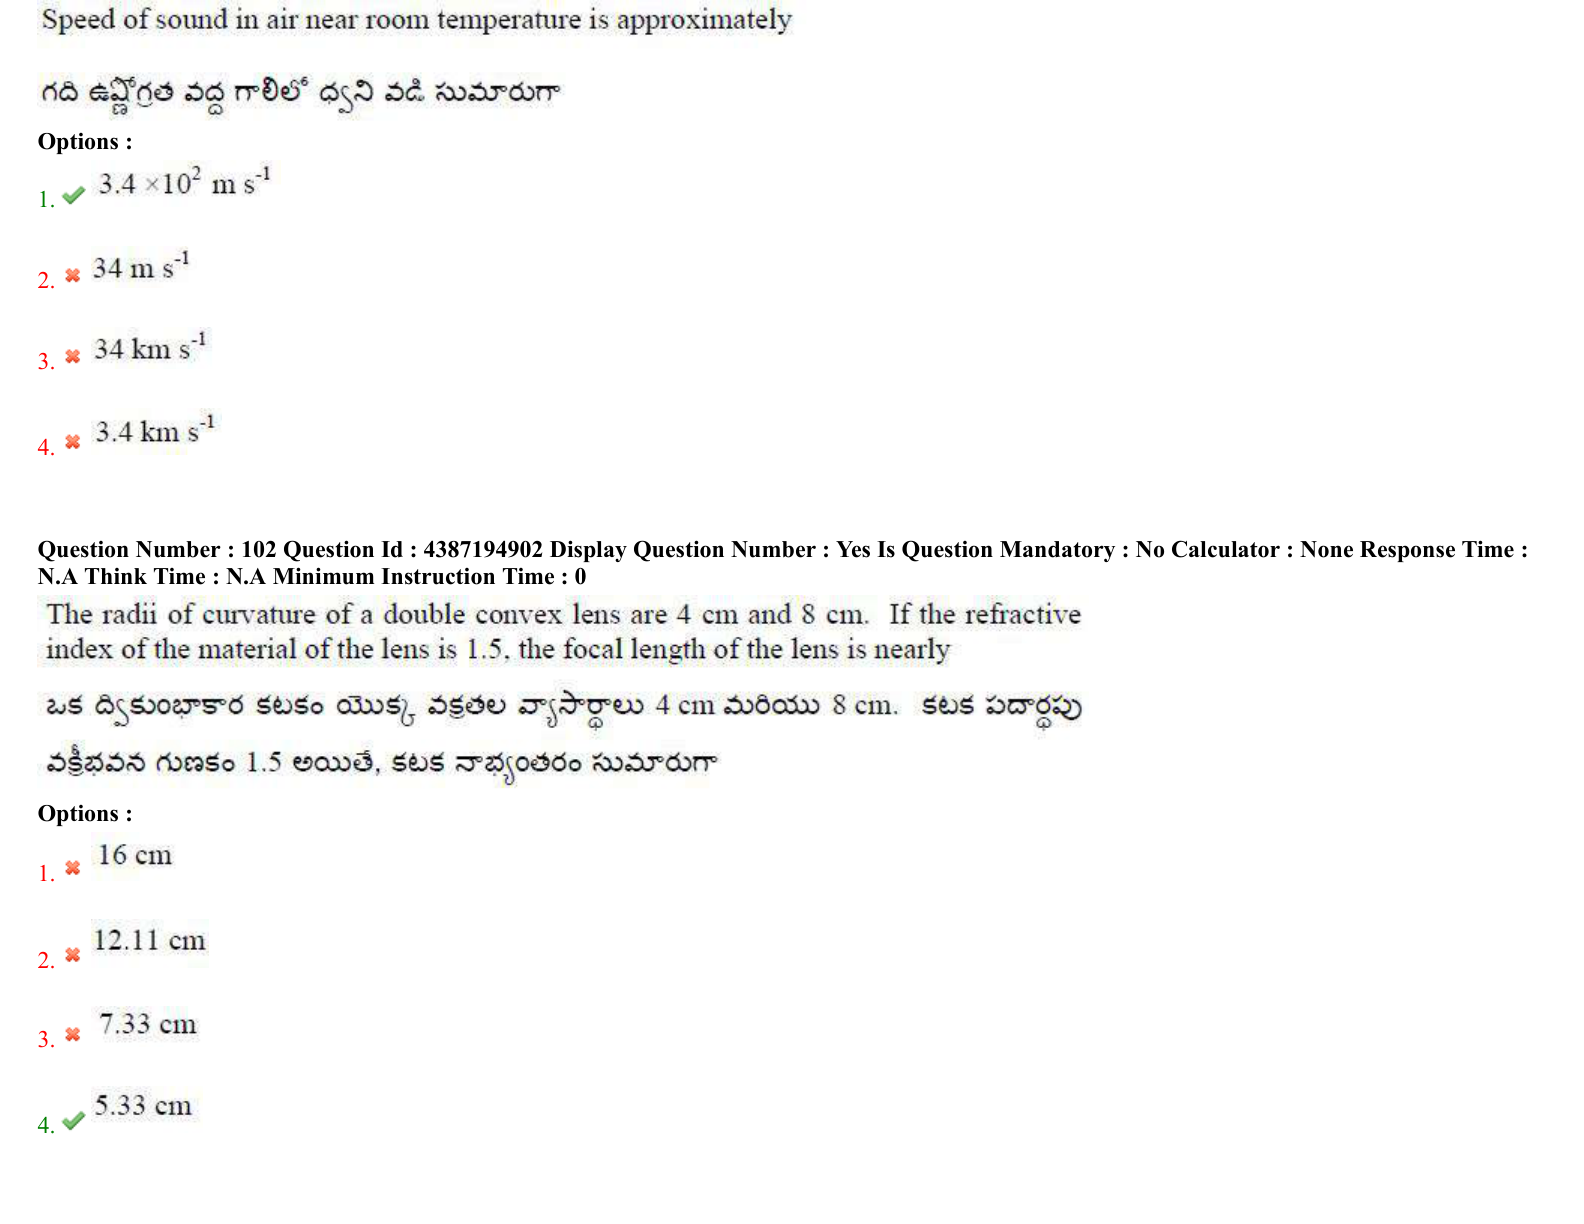 Speed of sound in air near room temperature is approximately
గది ఉష్ణోగ్రత వద్ద గాలిలో ధ్వని వడి సుమారుగా
Options :
1. 3.4 ×10² m s⁻¹
2. 34 m s⁻¹
3. 34 km s⁻¹
4. 3.4 km s⁻¹
Question Number : 102 Question Id : 4387194902 Display Question Number : Yes Is Question Mandatory : No Calculator : None Response Time :
N.A Think Time : N.A Minimum Instruction Time : 0
The radii of curvature of a double convex lens are 4 cm and 8 cm. If the refractive
index of the material of the lens is 1.5, the focal length of the lens is nearly
ఒక ద్వికుంభాకార కటకం యొక్క వక్రతల వ్యాసార్థాలు 4 cm మరియు 8 cm. కటక పదార్థపు
వక్రీభవన గుణకం 1.5 అయితే, కటక నాభ్యంతరం సుమారుగా
Options :
1. 16 cm
2. 12.11 cm
3. 7.33 cm
4. 5.33 cm